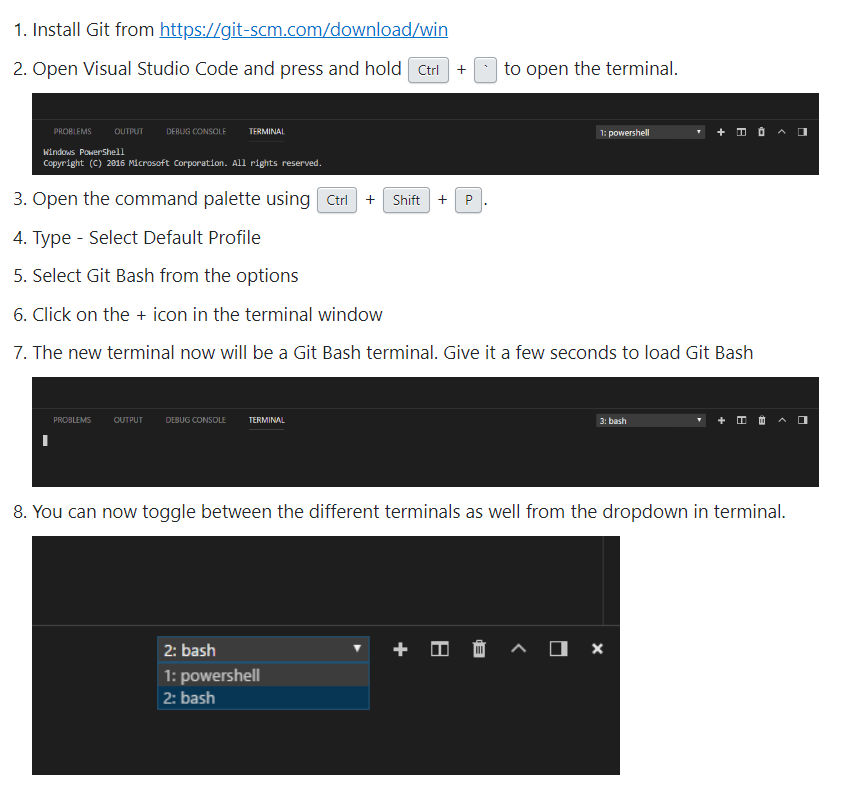 1. Install Git from https://git-scm.com/download/win
2. Open Visual Studio Code and press and hold Ctrl + ` to open the terminal.
PROBLEMS OUTPUT DEBUG CONSOLE TERMINAL 1: powershell
Windows PowerShell
Copyright (C) 2016 Microsoft Corporation. All rights reserved.
3. Open the command palette using Ctrl + Shift + P.
4. Type - Select Default Profile
5. Select Git Bash from the options
6. Click on the + icon in the terminal window
7. The new terminal now will be a Git Bash terminal. Give it a few seconds to load Git Bash
PROBLEMS OUTPUT DEBUG CONSOLE TERMINAL 3: bash
8. You can now toggle between the different terminals as well from the dropdown in terminal.
2: bash
1: powershell
2: bash